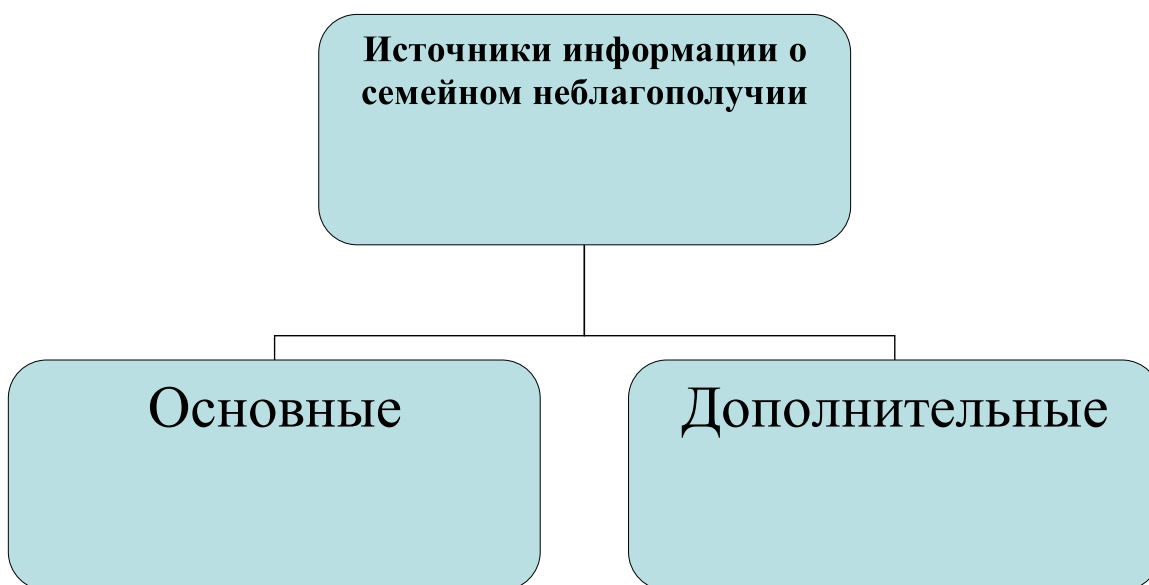 Источники информации о
семейном неблагополучии
Основные
Дополнительные